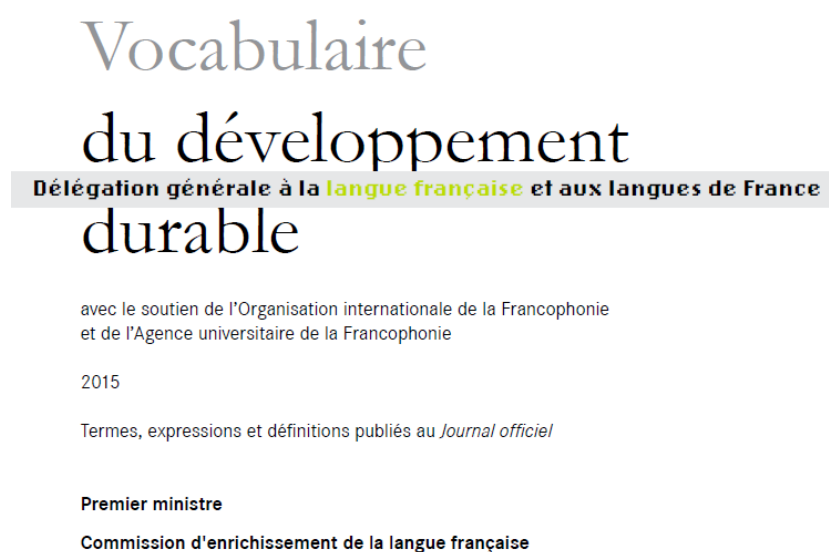 Vocabulaire
du développement
Délégation générale à la langue française et aux langues de France
durable
avec le soutien de l'Organisation internationale de la Francophonie
et de l'Agence universitaire de la Francophonie
2015
Termes, expressions et définitions publiés au Journal officiel
Premier ministre
Commission d'enrichissement de la langue française